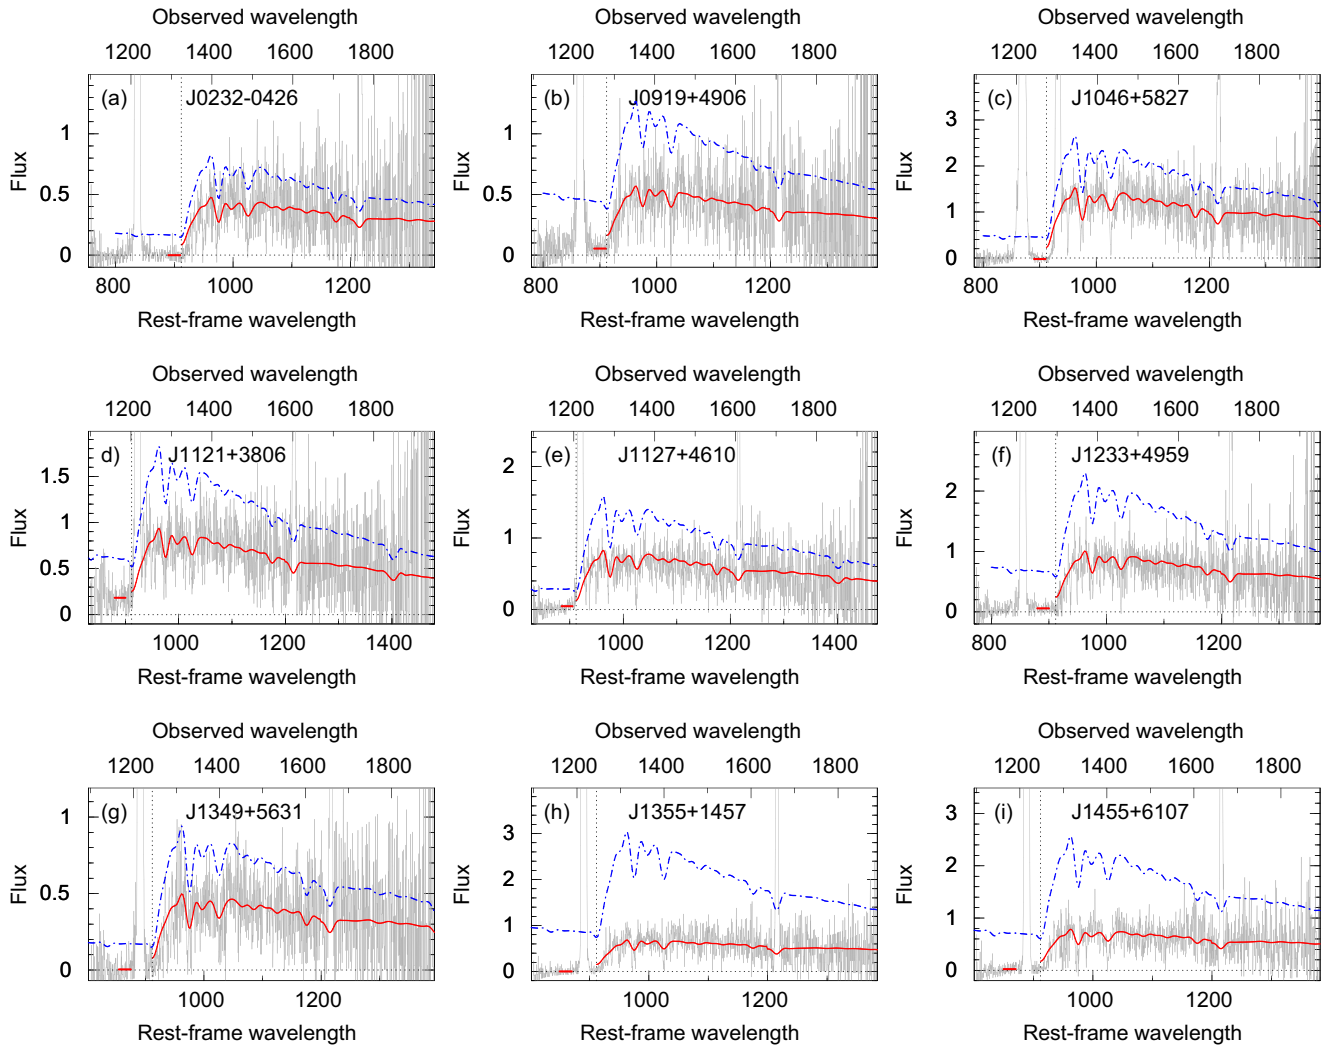 Observed wavelength
1200 1400 1600 1800
(a) J0232-0426
Flux
1
0.5
0
800 1000 1200
Rest-frame wavelength
Observed wavelength
1200 1400 1600 1800
(b) J0919+4906
Flux
1
0.5
0
800 1000 1200
Rest-frame wavelength
Observed wavelength
1200 1400 1600 1800
(c) J1046+5827
Flux
3
2
1
0
800 1000 1200
Rest-frame wavelength
Observed wavelength
1200 1400 1600 1800
d) J1121+3806
Flux
1.5
1
0.5
0
1000 1200 1400
Rest-frame wavelength
Observed wavelength
1200 1400 1600 1800
(e) J1127+4610
Flux
2
1
0
1000 1200 1400
Rest-frame wavelength
Observed wavelength
1200 1400 1600 1800
(f) J1233+4959
Flux
2
1
0
800 1000 1200
Rest-frame wavelength
Observed wavelength
1200 1400 1600 1800
(g) J1349+5631
Flux
1
0.5
0
1000 1200
Rest-frame wavelength
Observed wavelength
1200 1400 1600 1800
(h) J1355+1457
Flux
3
2
1
0
1000 1200
Rest-frame wavelength
Observed wavelength
1200 1400 1600 1800
(i) J1455+6107
Flux
3
2
1
0
1000 1200
Rest-frame wavelength